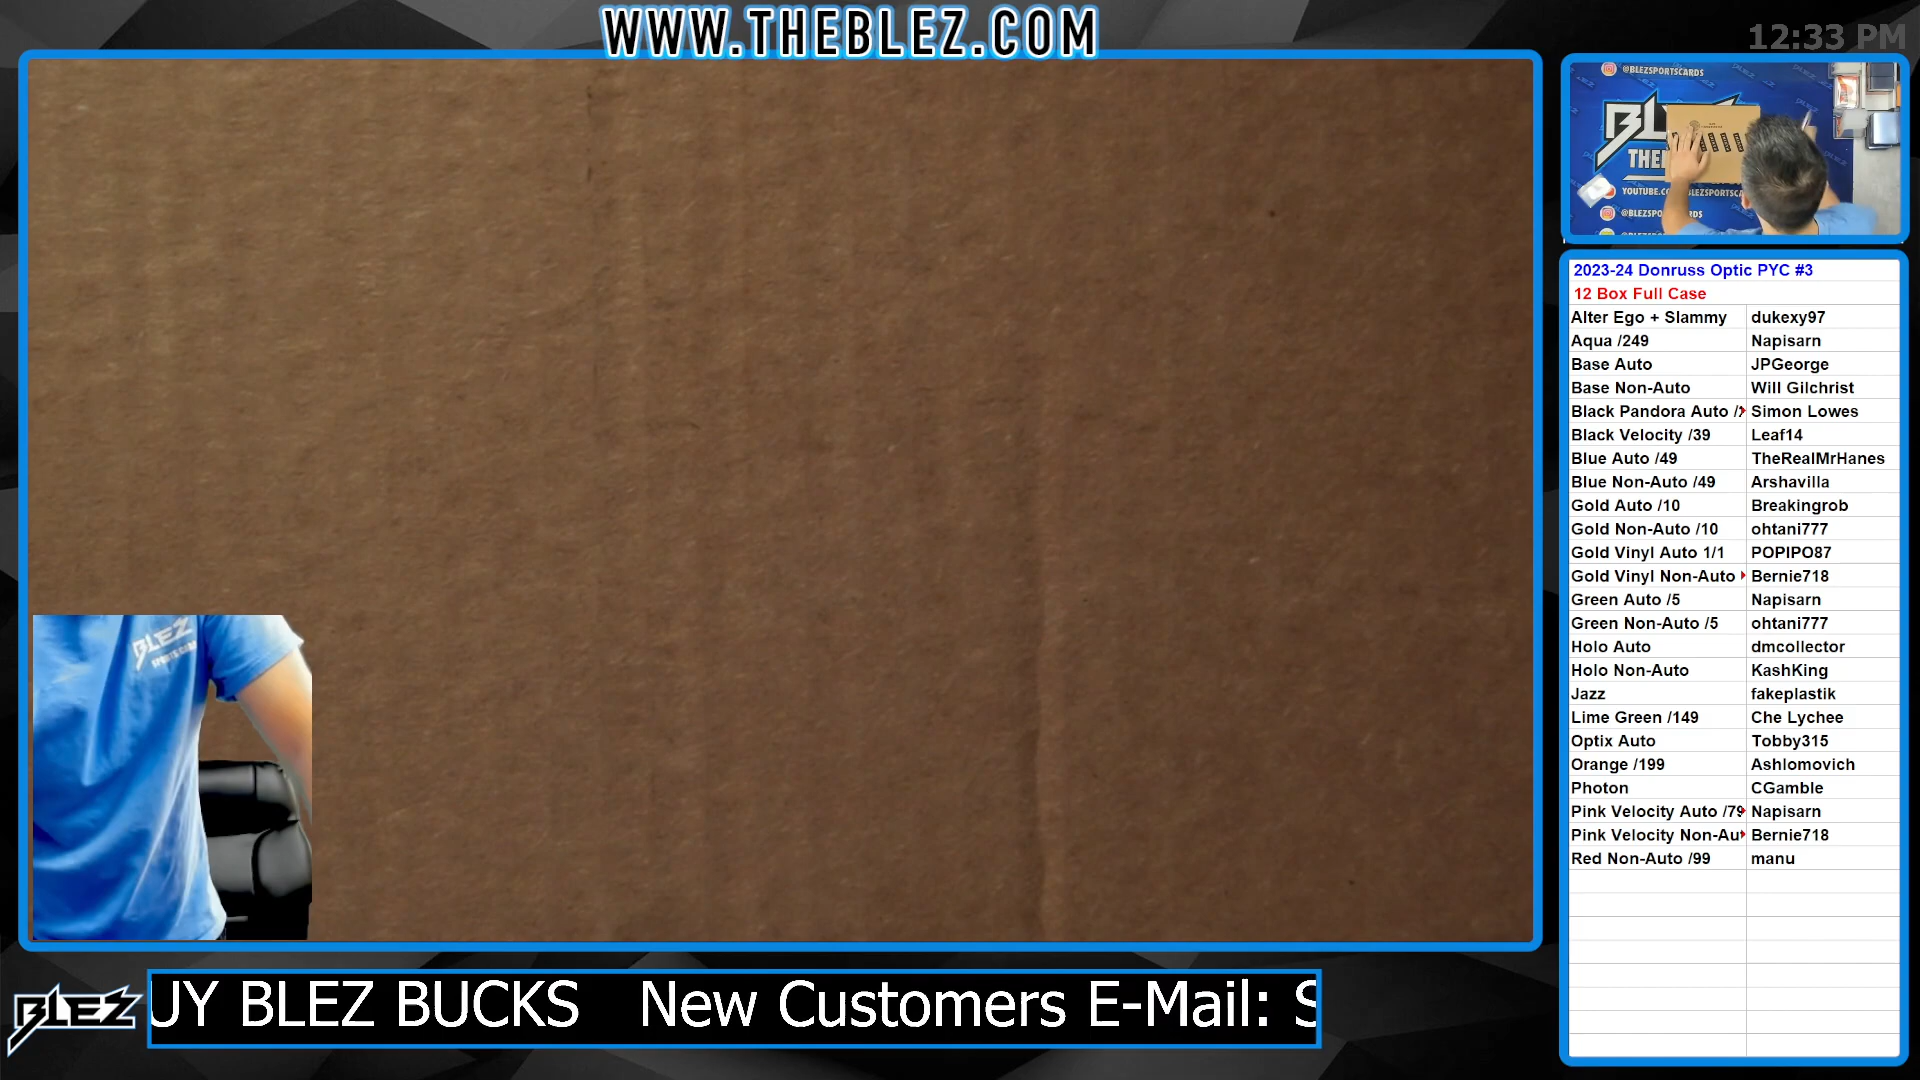 WWW.THEBLEZ.COM
12:33 PM
@BLEZSPORTSCARDS
YOUTUBE.CO
@BLEZSPO
2023-24 Donruss Optic PYC #3
12 Box Full Case
Alter Ego + Slammy dukexy97
Aqua /249 Napisarn
Base Auto JPGeorge
Base Non-Auto Will Gilchrist
Black Pandora Auto / Simon Lowes
Black Velocity /39 Leaf14
Blue Auto /49 TheRealMrHanes
Blue Non-Auto /49 Arshavilla
Gold Auto /10 Breakingrob
Gold Non-Auto /10 ohtani777
Gold Vinyl Auto 1/1 POPIPO87
Gold Vinyl Non-Auto Bernie718
Green Auto /5 Napisarn
Green Non-Auto /5 ohtani777
Holo Auto dmcollector
Holo Non-Auto KashKing
Jazz fakeplastik
Lime Green /149 Che Lychee
Optix Auto Tobby315
Orange /199 Ashlomovich
Photon CGamble
Pink Velocity Auto /79 Napisarn
Pink Velocity Non-Au Bernie718
Red Non-Auto /99 manu
BLEZ
BLEZ
UY BLEZ BUCKS New Customers E-Mail: S